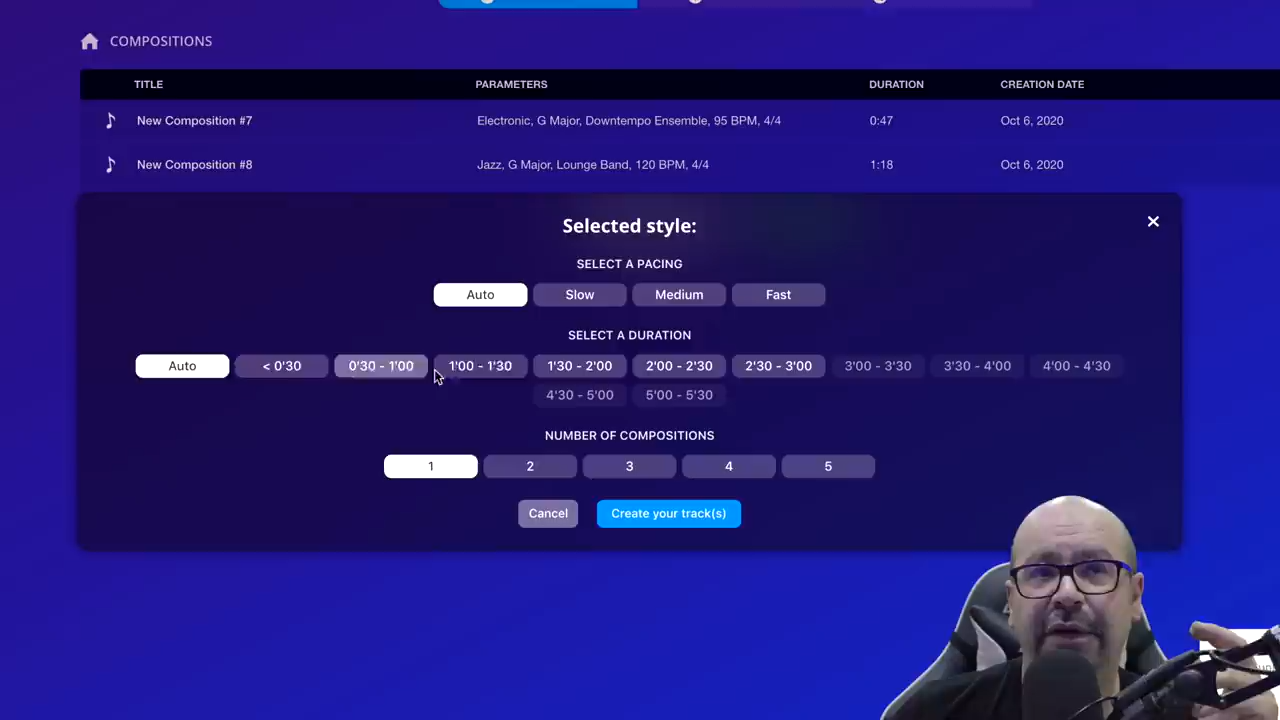 COMPOSITIONS
TITLE PARAMETERS DURATION CREATION DATE
New Composition #7 Electronic, G Major, Downtempo Ensemble, 95 BPM, 4/4 0:47 Oct 6, 2020
New Composition #8 Jazz, G Major, Lounge Band, 120 BPM, 4/4 1:18 Oct 6, 2020
Selected style:
SELECT A PACING
Auto Slow Medium Fast
SELECT A DURATION
Auto < 0'30 0'30 - 1'00 1'00 - 1'30 1'30 - 2'00 2'00 - 2'30 2'30 - 3'00 3'00 - 3'30 3'30 - 4'00 4'00 - 4'30
4'30 - 5'00 5'00 - 5'30
NUMBER OF COMPOSITIONS
1 2 3 4 5
Cancel Create your track(s)